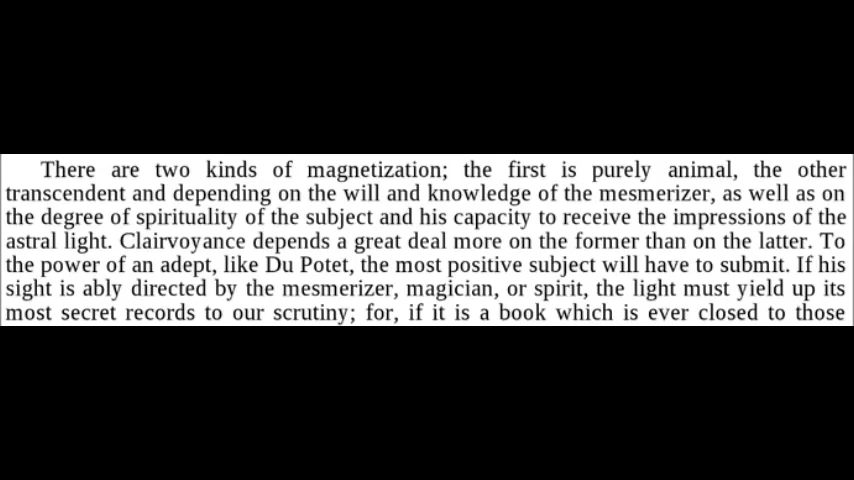 There are two kinds of magnetization; the first is purely animal, the other
transcendent and depending on the will and knowledge of the mesmerizer, as well as on
the degree of spirituality of the subject and his capacity to receive the impressions of the
astral light. Clairvoyance depends a great deal more on the former than on the latter. To
the power of an adept, like Du Potet, the most positive subject will have to submit. If his
sight is ably directed by the mesmerizer, magician, or spirit, the light must yield up its
most secret records to our scrutiny; for, if it is a book which is ever closed to those